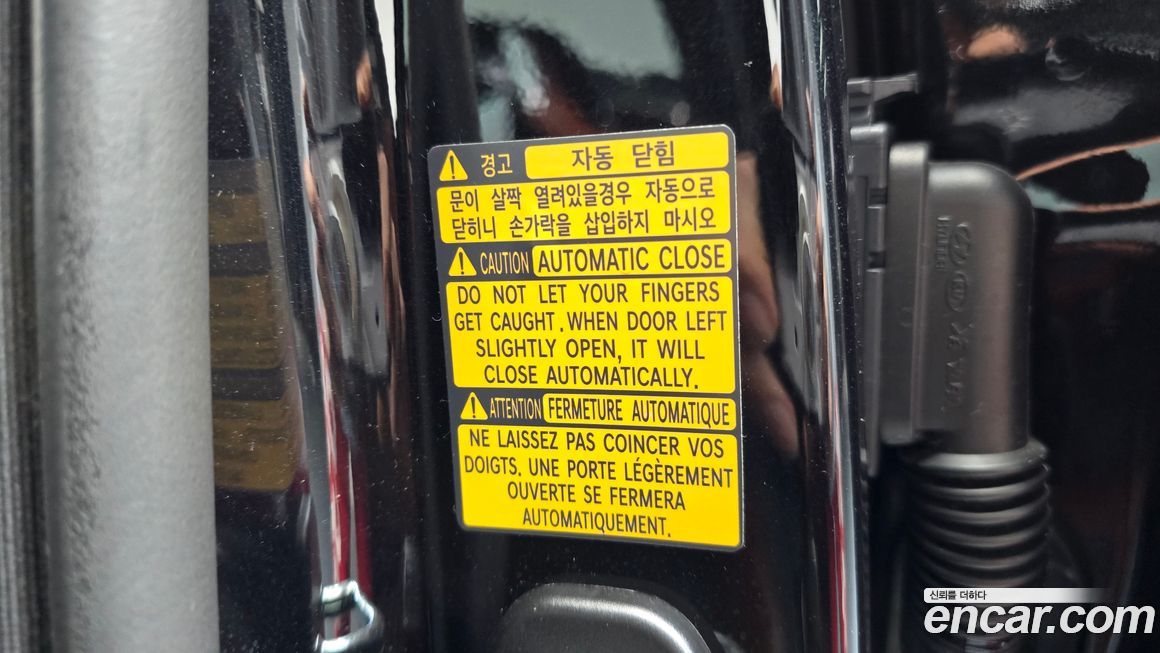 경고 자동 닫힘
문이 살짝 열려있을경우 자동으로
닫히니 손가락을 삽입하지 마시오
CAUTION AUTOMATIC CLOSE
DO NOT LET YOUR FINGERS
GET CAUGHT. WHEN DOOR LEFT
SLIGHTLY OPEN, IT WILL
CLOSE AUTOMATICALLY.
ATTENTION FERMETURE AUTOMATIQUE
NE LAISSEZ PAS COINCER VOS
DOIGTS. UNE PORTE LÉGÈREMENT
OUVERTE SE FERMERA
AUTOMATIQUEMENT.
신뢰를 더하다
encar.com